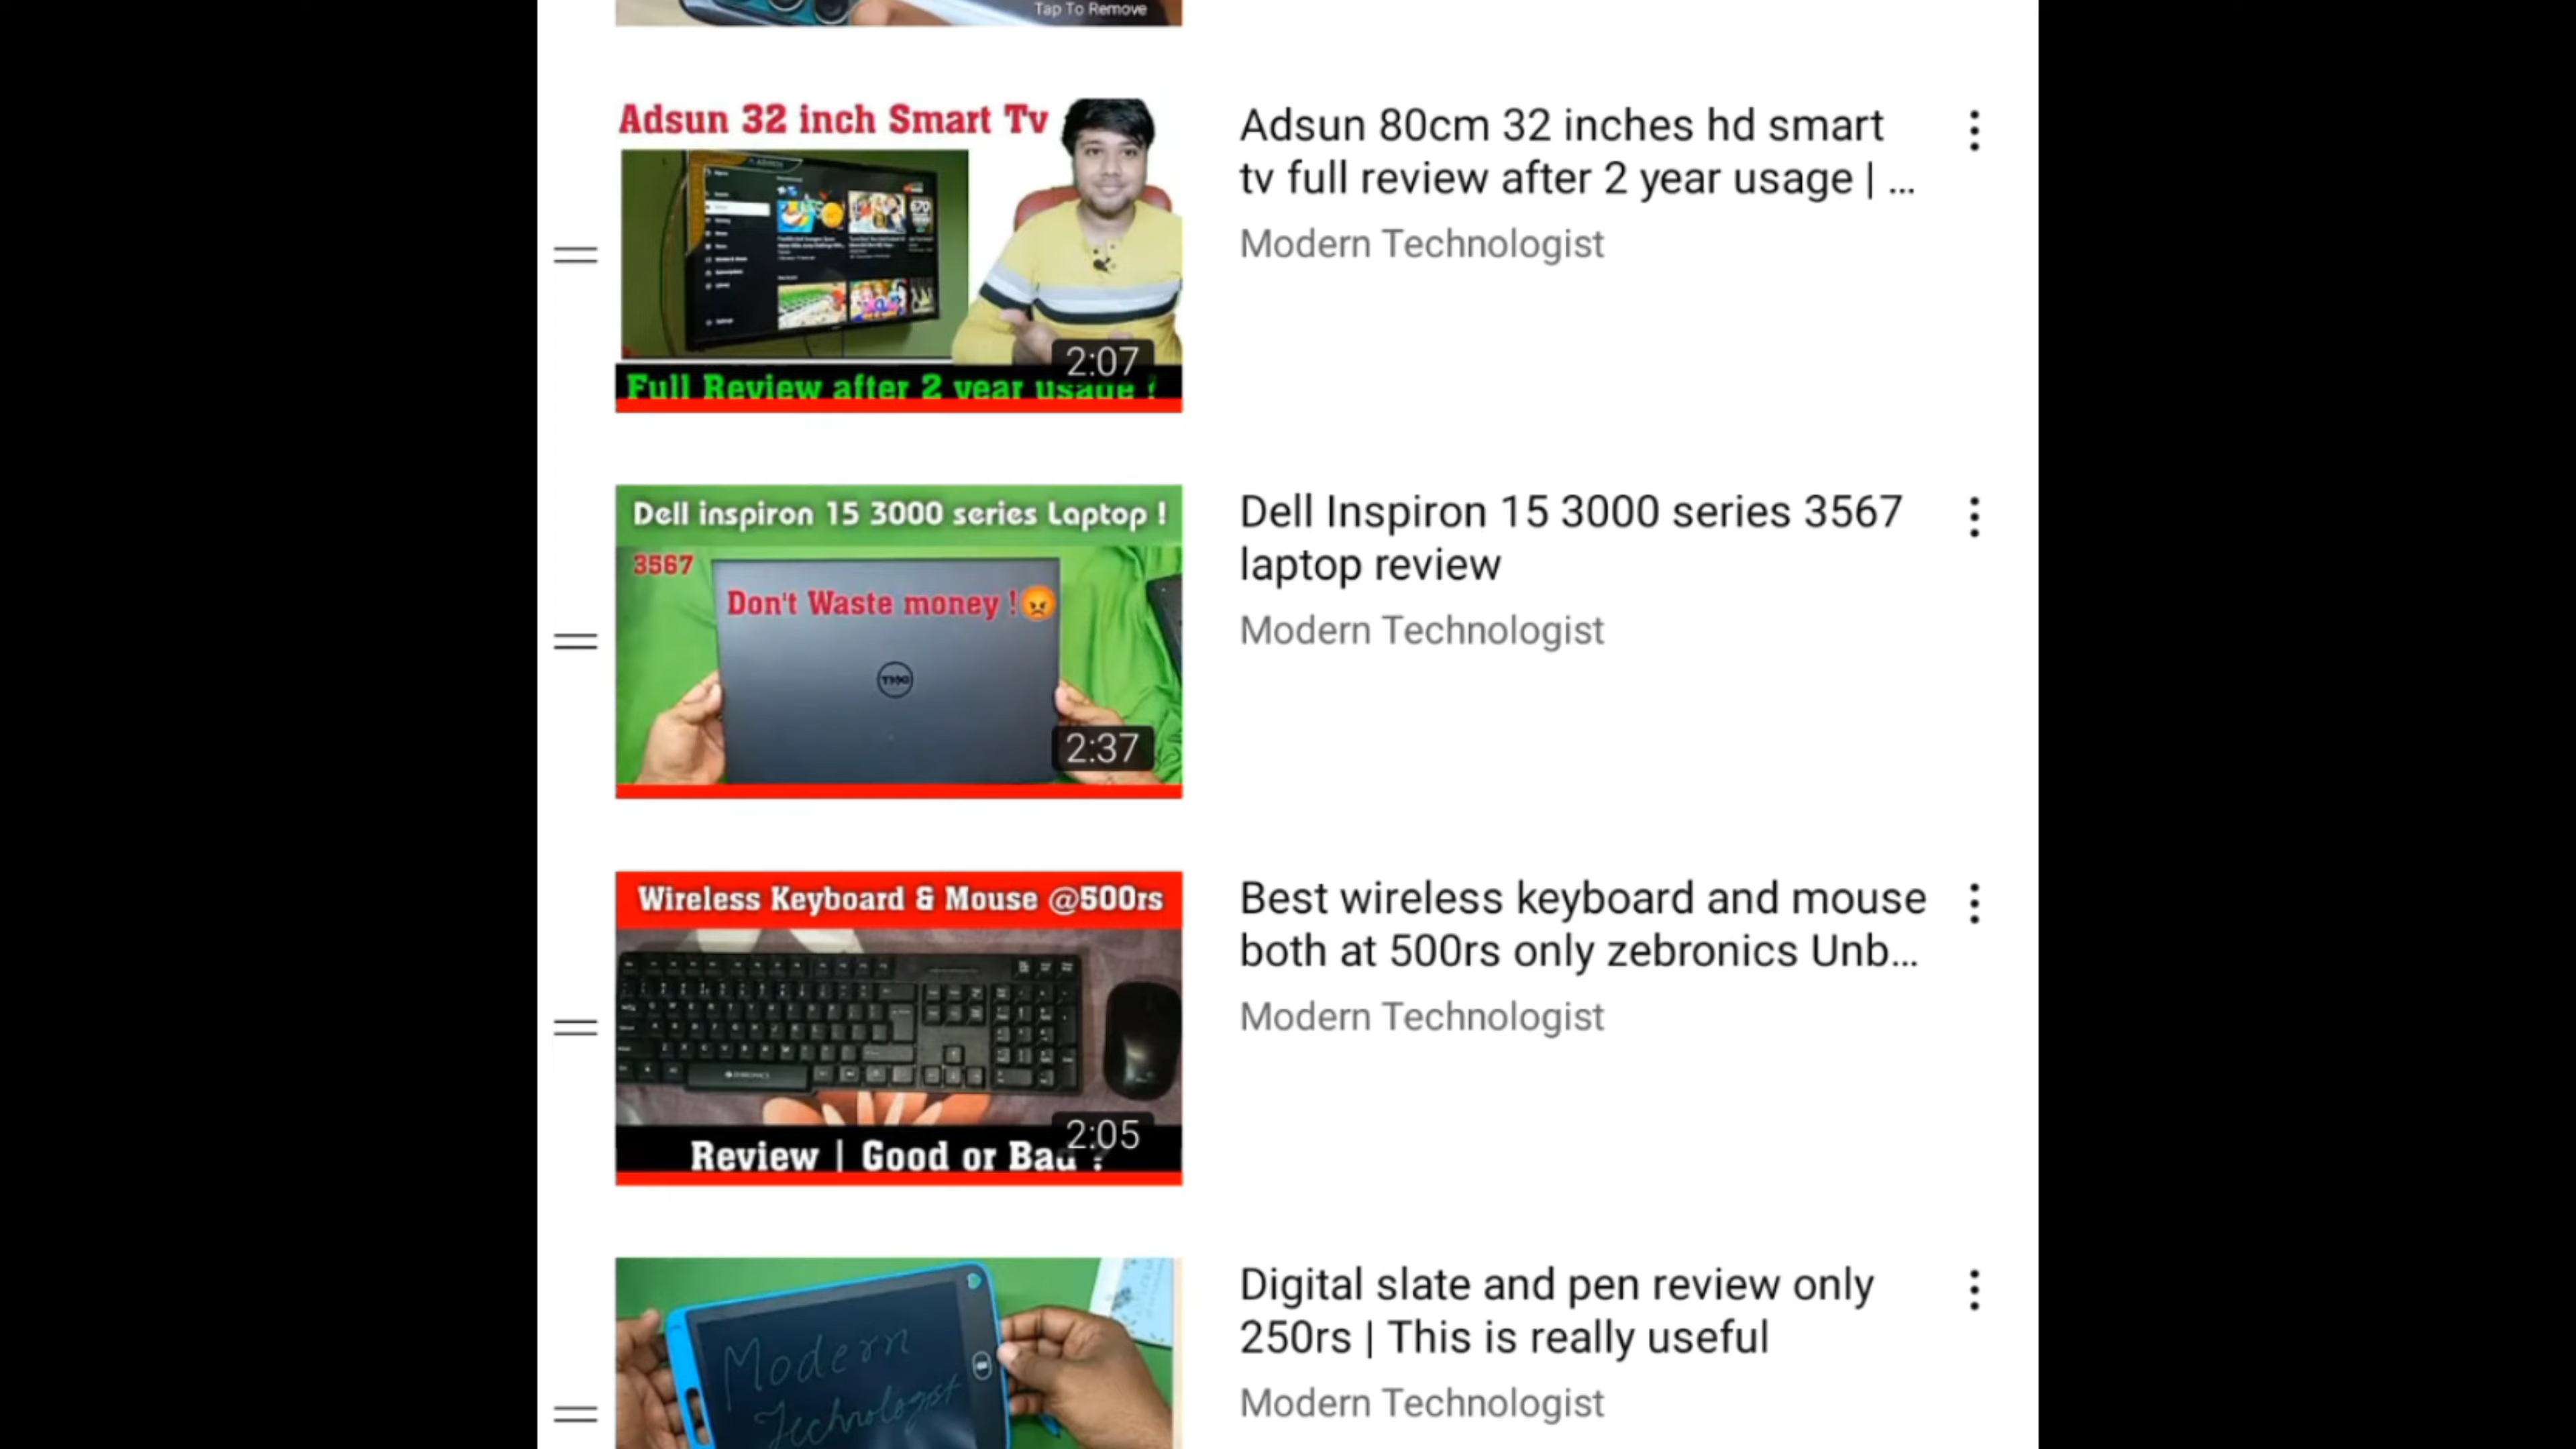 Tap To Remove
Adsun 32 inch Smart Tv
Full Review after 2 year usage !
2:07
Adsun 80cm 32 inches hd smart
tv full review after 2 year usage | ...
Modern Technologist
Dell inspiron 15 3000 series Laptop !
3567
Don't Waste money !😡
DELL
2:37
Dell Inspiron 15 3000 series 3567
laptop review
Modern Technologist
Wireless Keyboard & Mouse @500rs
ZEBRONICS
2:05
Review | Good or Bad ?
Best wireless keyboard and mouse
both at 500rs only zebronics Unb...
Modern Technologist
Modern
Technologist
Digital slate and pen review only
250rs | This is really useful
Modern Technologist